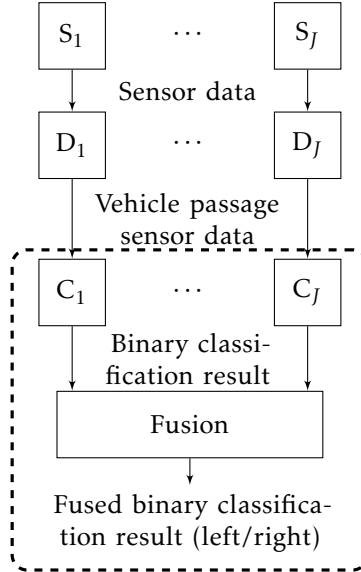 S1 ⋯ SJ
Sensor data
D1 ⋯ DJ
Vehicle passage
sensor data
C1 ⋯ CJ
Binary classi-
fication result
Fusion
Fused binary classifica-
tion result (left/right)